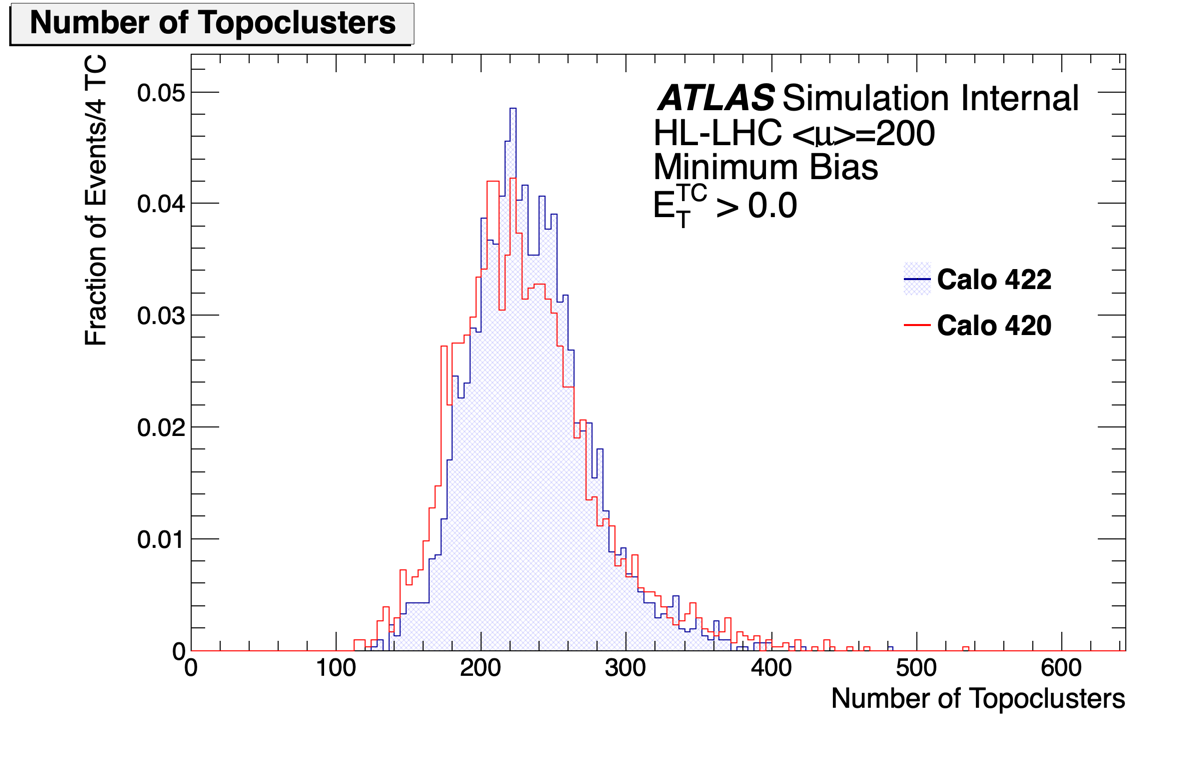 Number of Topoclusters
Fraction of Events/4 TC
0.05
0.04
0.03
0.02
0.01
0
ATLAS Simulation Internal
HL-LHC <μ>=200
Minimum Bias
E_T^TC > 0.0
Calo 422
Calo 420
0 100 200 300 400 500 600
Number of Topoclusters